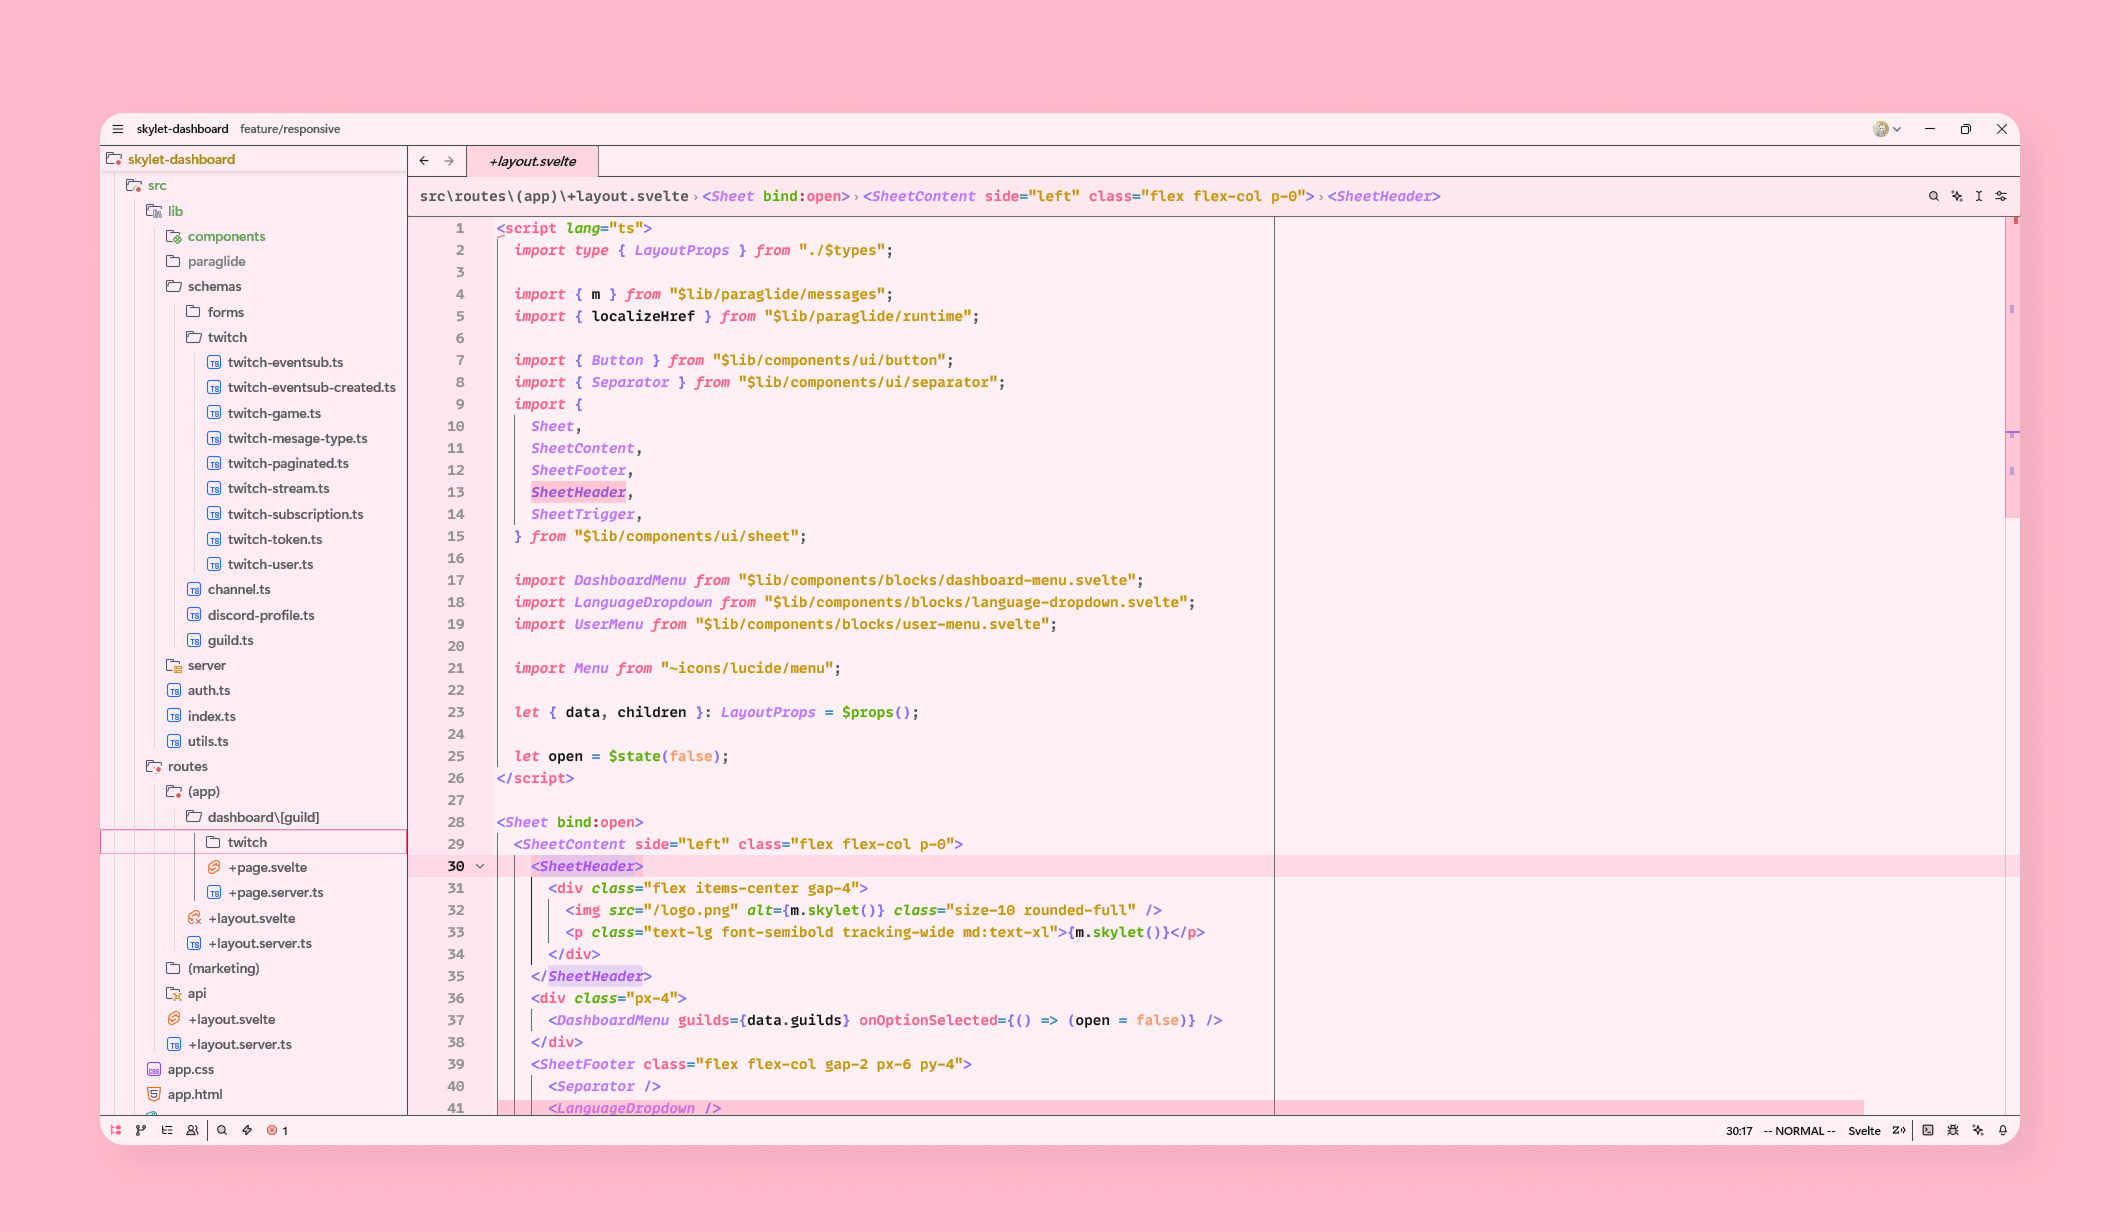 skylet-dashboard feature/responsive
skylet-dashboard
src
lib
components
paraglide
schemas
forms
twitch
twitch-eventsub.ts
twitch-eventsub-created.ts
twitch-game.ts
twitch-mesage-type.ts
twitch-paginated.ts
twitch-stream.ts
twitch-subscription.ts
twitch-token.ts
twitch-user.ts
channel.ts
discord-profile.ts
guild.ts
server
auth.ts
index.ts
utils.ts
routes
(app)
dashboard\[guild]
twitch
+page.svelte
+page.server.ts
+layout.svelte
+layout.server.ts
(marketing)
api
+layout.svelte
+layout.server.ts
app.css
app.html
+layout.svelte
src\routes\(app)\+layout.svelte › <Sheet bind:open> › <SheetContent side="left" class="flex flex-col p-0"> › <SheetHeader>
1 <script lang="ts">
2 import type { LayoutProps } from "./$types";
3
4 import { m } from "$lib/paraglide/messages";
5 import { localizeHref } from "$lib/paraglide/runtime";
6
7 import { Button } from "$lib/components/ui/button";
8 import { Separator } from "$lib/components/ui/separator";
9 import {
10 Sheet,
11 SheetContent,
12 SheetFooter,
13 SheetHeader,
14 SheetTrigger,
15 } from "$lib/components/ui/sheet";
16
17 import DashboardMenu from "$lib/components/blocks/dashboard-menu.svelte";
18 import LanguageDropdown from "$lib/components/blocks/language-dropdown.svelte";
19 import UserMenu from "$lib/components/blocks/user-menu.svelte";
20
21 import Menu from "~icons/lucide/menu";
22
23 let { data, children }: LayoutProps = $props();
24
25 let open = $state(false);
26 </script>
27
28 <Sheet bind:open>
29 <SheetContent side="left" class="flex flex-col p-0">
30 <SheetHeader>
31 <div class="flex items-center gap-4">
32 <img src="/logo.png" alt={m.skylet()} class="size-10 rounded-full" />
33 <p class="text-lg font-semibold tracking-wide md:text-xl">{m.skylet()}</p>
34 </div>
35 </SheetHeader>
36 <div class="px-4">
37 <DashboardMenu guilds={data.guilds} onOptionSelected={() => (open = false)} />
38 </div>
39 <SheetFooter class="flex flex-col gap-2 px-6 py-4">
40 <Separator />
41 <LanguageDropdown />
1 30:17 -- NORMAL -- Svelte